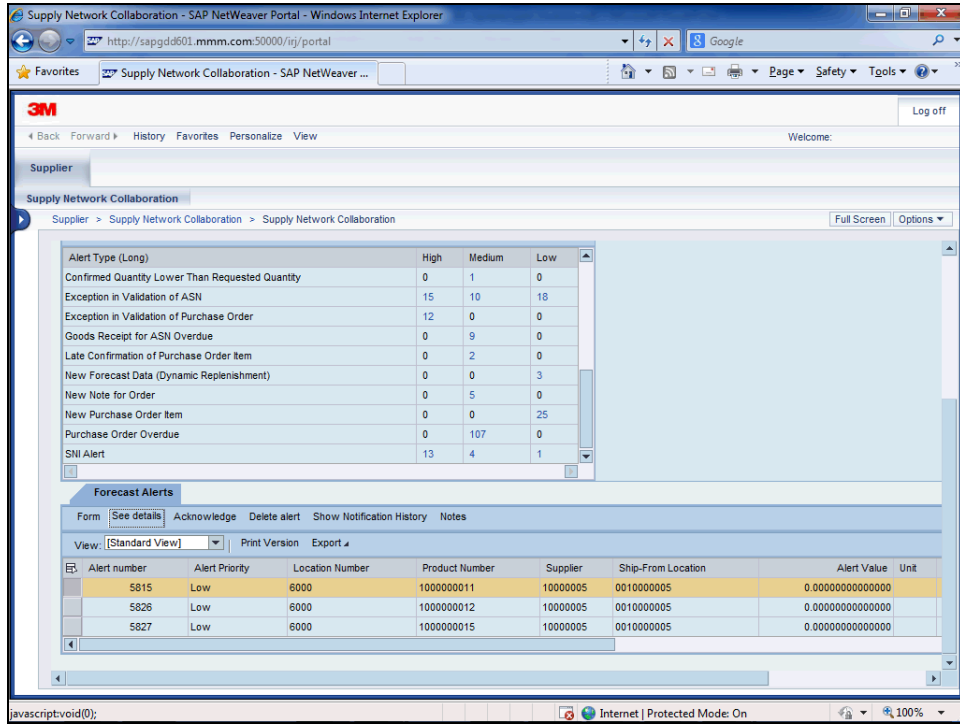 Supply Network Collaboration - SAP NetWeaver Portal - Windows Internet Explorer
http://sapgdd601.mmm.com:50000/irj/portal
Google
Favorites
Supply Network Collaboration - SAP NetWeaver ...
Page Safety Tools
3M
Log off
Back Forward History Favorites Personalize View Welcome:
Supplier
Supply Network Collaboration
Supplier > Supply Network Collaboration > Supply Network Collaboration Full Screen Options
Alert Type (Long) High Medium Low
Confirmed Quantity Lower Than Requested Quantity 0 1 0
Exception in Validation of ASN 15 10 18
Exception in Validation of Purchase Order 12 0 0
Goods Receipt for ASN Overdue 0 9 0
Late Confirmation of Purchase Order Item 0 2 0
New Forecast Data (Dynamic Replenishment) 0 0 3
New Note for Order 0 5 0
New Purchase Order Item 0 0 25
Purchase Order Overdue 0 107 0
SNI Alert 13 4 1
Forecast Alerts
Form See details Acknowledge Delete alert Show Notification History Notes
View: [Standard View] Print Version Export
Alert number Alert Priority Location Number Product Number Supplier Ship-From Location Alert Value Unit
5815 Low 6000 1000000011 10000005 0010000005 0.00000000000000
5826 Low 6000 1000000012 10000005 0010000005 0.00000000000000
5827 Low 6000 1000000015 10000005 0010000005 0.00000000000000
javascript:void(0); Internet | Protected Mode: On 100%